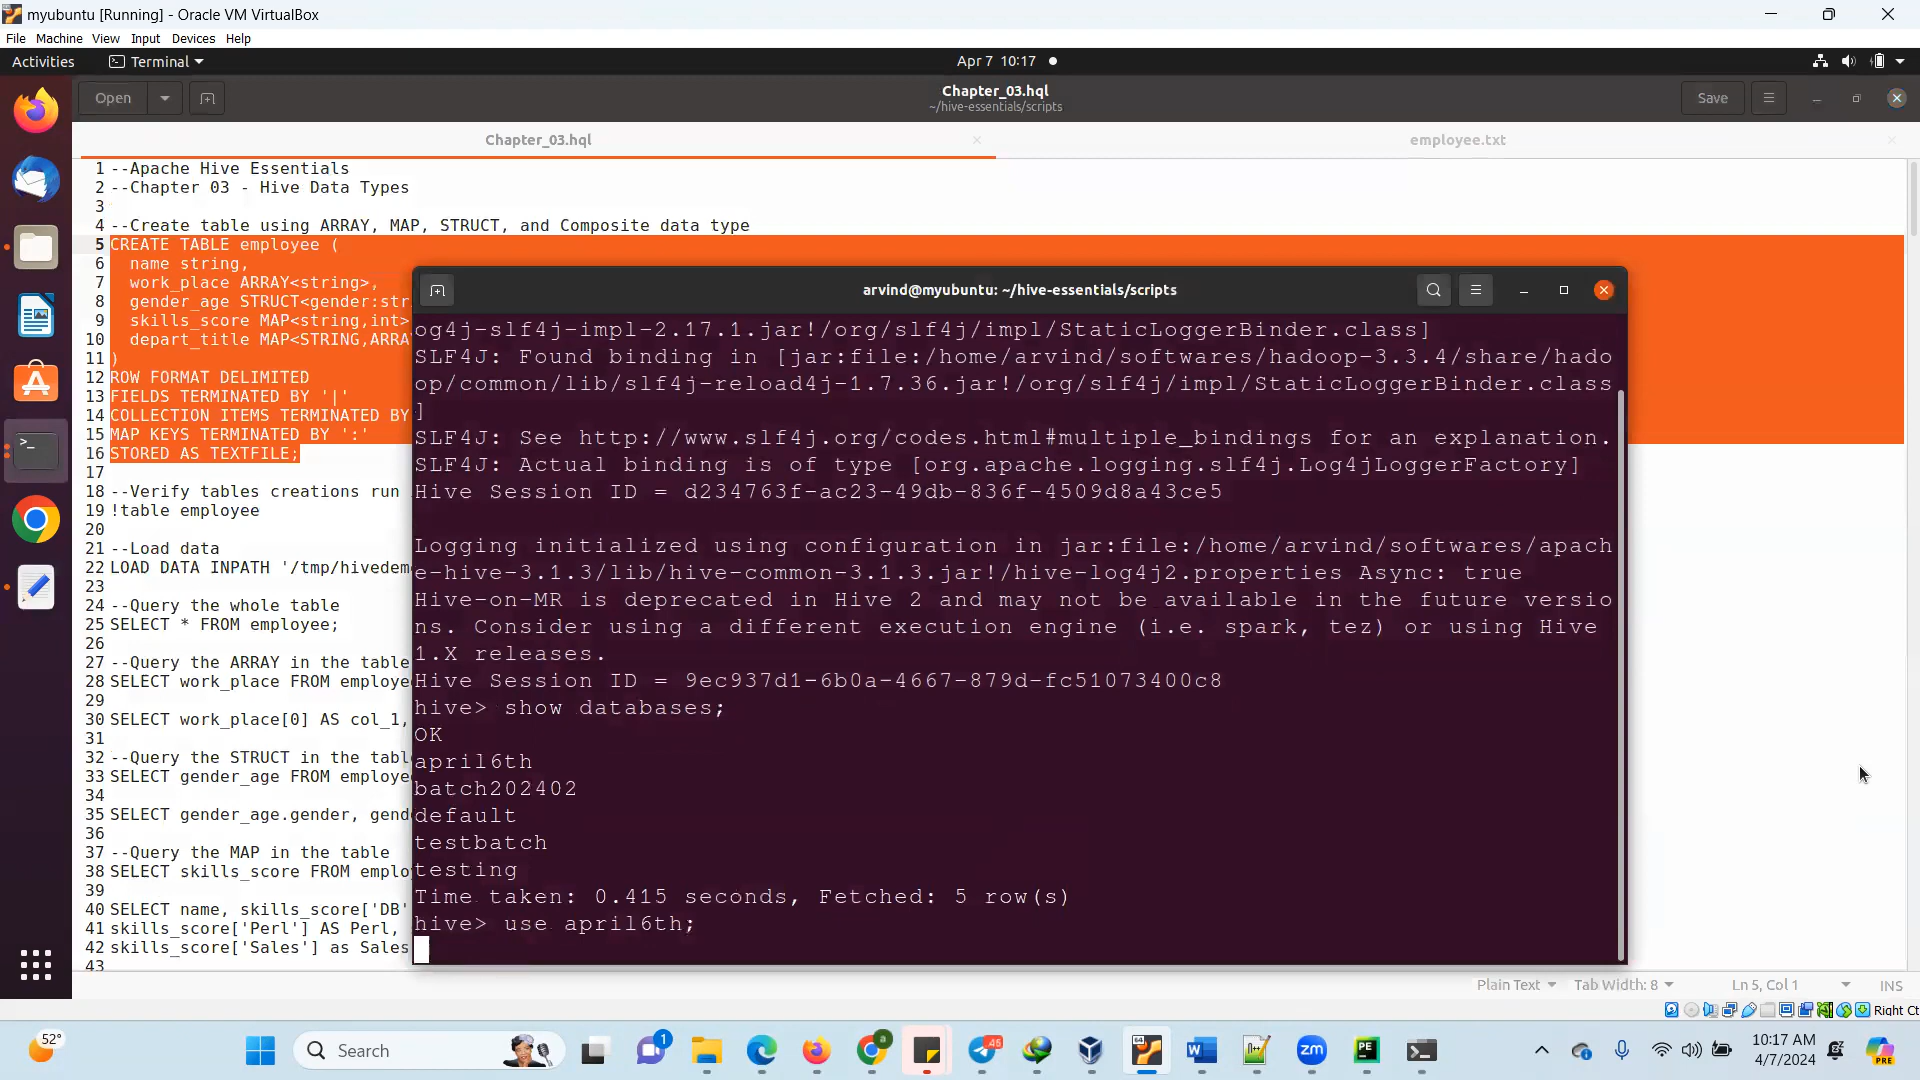 myubuntu [Running] - Oracle VM VirtualBox
File Machine View Input Devices Help
Activities Terminal Apr 7 10:17
Open Chapter_03.hql Save
~/hive-essentials/scripts
Chapter_03.hql employee.txt
1 --Apache Hive Essentials
2 --Chapter 03 - Hive Data Types
3
4 --Create table using ARRAY, MAP, STRUCT, and Composite data type
5 CREATE TABLE employee (
6 name string,
7 work_place ARRAY<string>,
8 gender_age STRUCT<gender:str
9 skills_score MAP<string,int>
10 depart_title MAP<STRING,ARRA
11 )
12 ROW FORMAT DELIMITED
13 FIELDS TERMINATED BY '|'
14 COLLECTION ITEMS TERMINATED BY
15 MAP KEYS TERMINATED BY ':'
16 STORED AS TEXTFILE;
17
18 --Verify tables creations run
19 !table employee
20
21 --Load data
22 LOAD DATA INPATH '/tmp/hivedem
23
24 --Query the whole table
25 SELECT * FROM employee;
26
27 --Query the ARRAY in the table
28 SELECT work_place FROM employe
29
30 SELECT work_place[0] AS col_1,
31
32 --Query the STRUCT in the tabl
33 SELECT gender_age FROM employe
34
35 SELECT gender_age.gender, gend
36
37 --Query the MAP in the table
38 SELECT skills_score FROM emplo
39
40 SELECT name, skills_score['DB'
41 skills_score['Perl'] AS Perl,
42 skills_score['Sales'] as Sales
43
arvind@myubuntu: ~/hive-essentials/scripts
og4j-slf4j-impl-2.17.1.jar!/org/slf4j/impl/StaticLoggerBinder.class]
SLF4J: Found binding in [jar:file:/home/arvind/softwares/hadoop-3.3.4/share/hado
op/common/lib/slf4j-reload4j-1.7.36.jar!/org/slf4j/impl/StaticLoggerBinder.class
]
SLF4J: See http://www.slf4j.org/codes.html#multiple_bindings for an explanation.
SLF4J: Actual binding is of type [org.apache.logging.slf4j.Log4jLoggerFactory]
Hive Session ID = d234763f-ac23-49db-836f-4509d8a43ce5
Logging initialized using configuration in jar:file:/home/arvind/softwares/apach
e-hive-3.1.3/lib/hive-common-3.1.3.jar!/hive-log4j2.properties Async: true
Hive-on-MR is deprecated in Hive 2 and may not be available in the future versio
ns. Consider using a different execution engine (i.e. spark, tez) or using Hive
1.X releases.
Hive Session ID = 9ec937d1-6b0a-4667-879d-fc51073400c8
hive> show databases;
OK
april6th
batch202402
default
testbatch
testing
Time taken: 0.415 seconds, Fetched: 5 row(s)
hive> use april6th;
Plain Text Tab Width: 8 Ln 5, Col 1 INS
Right Ct
52° Search 10:17 AM
4/7/2024